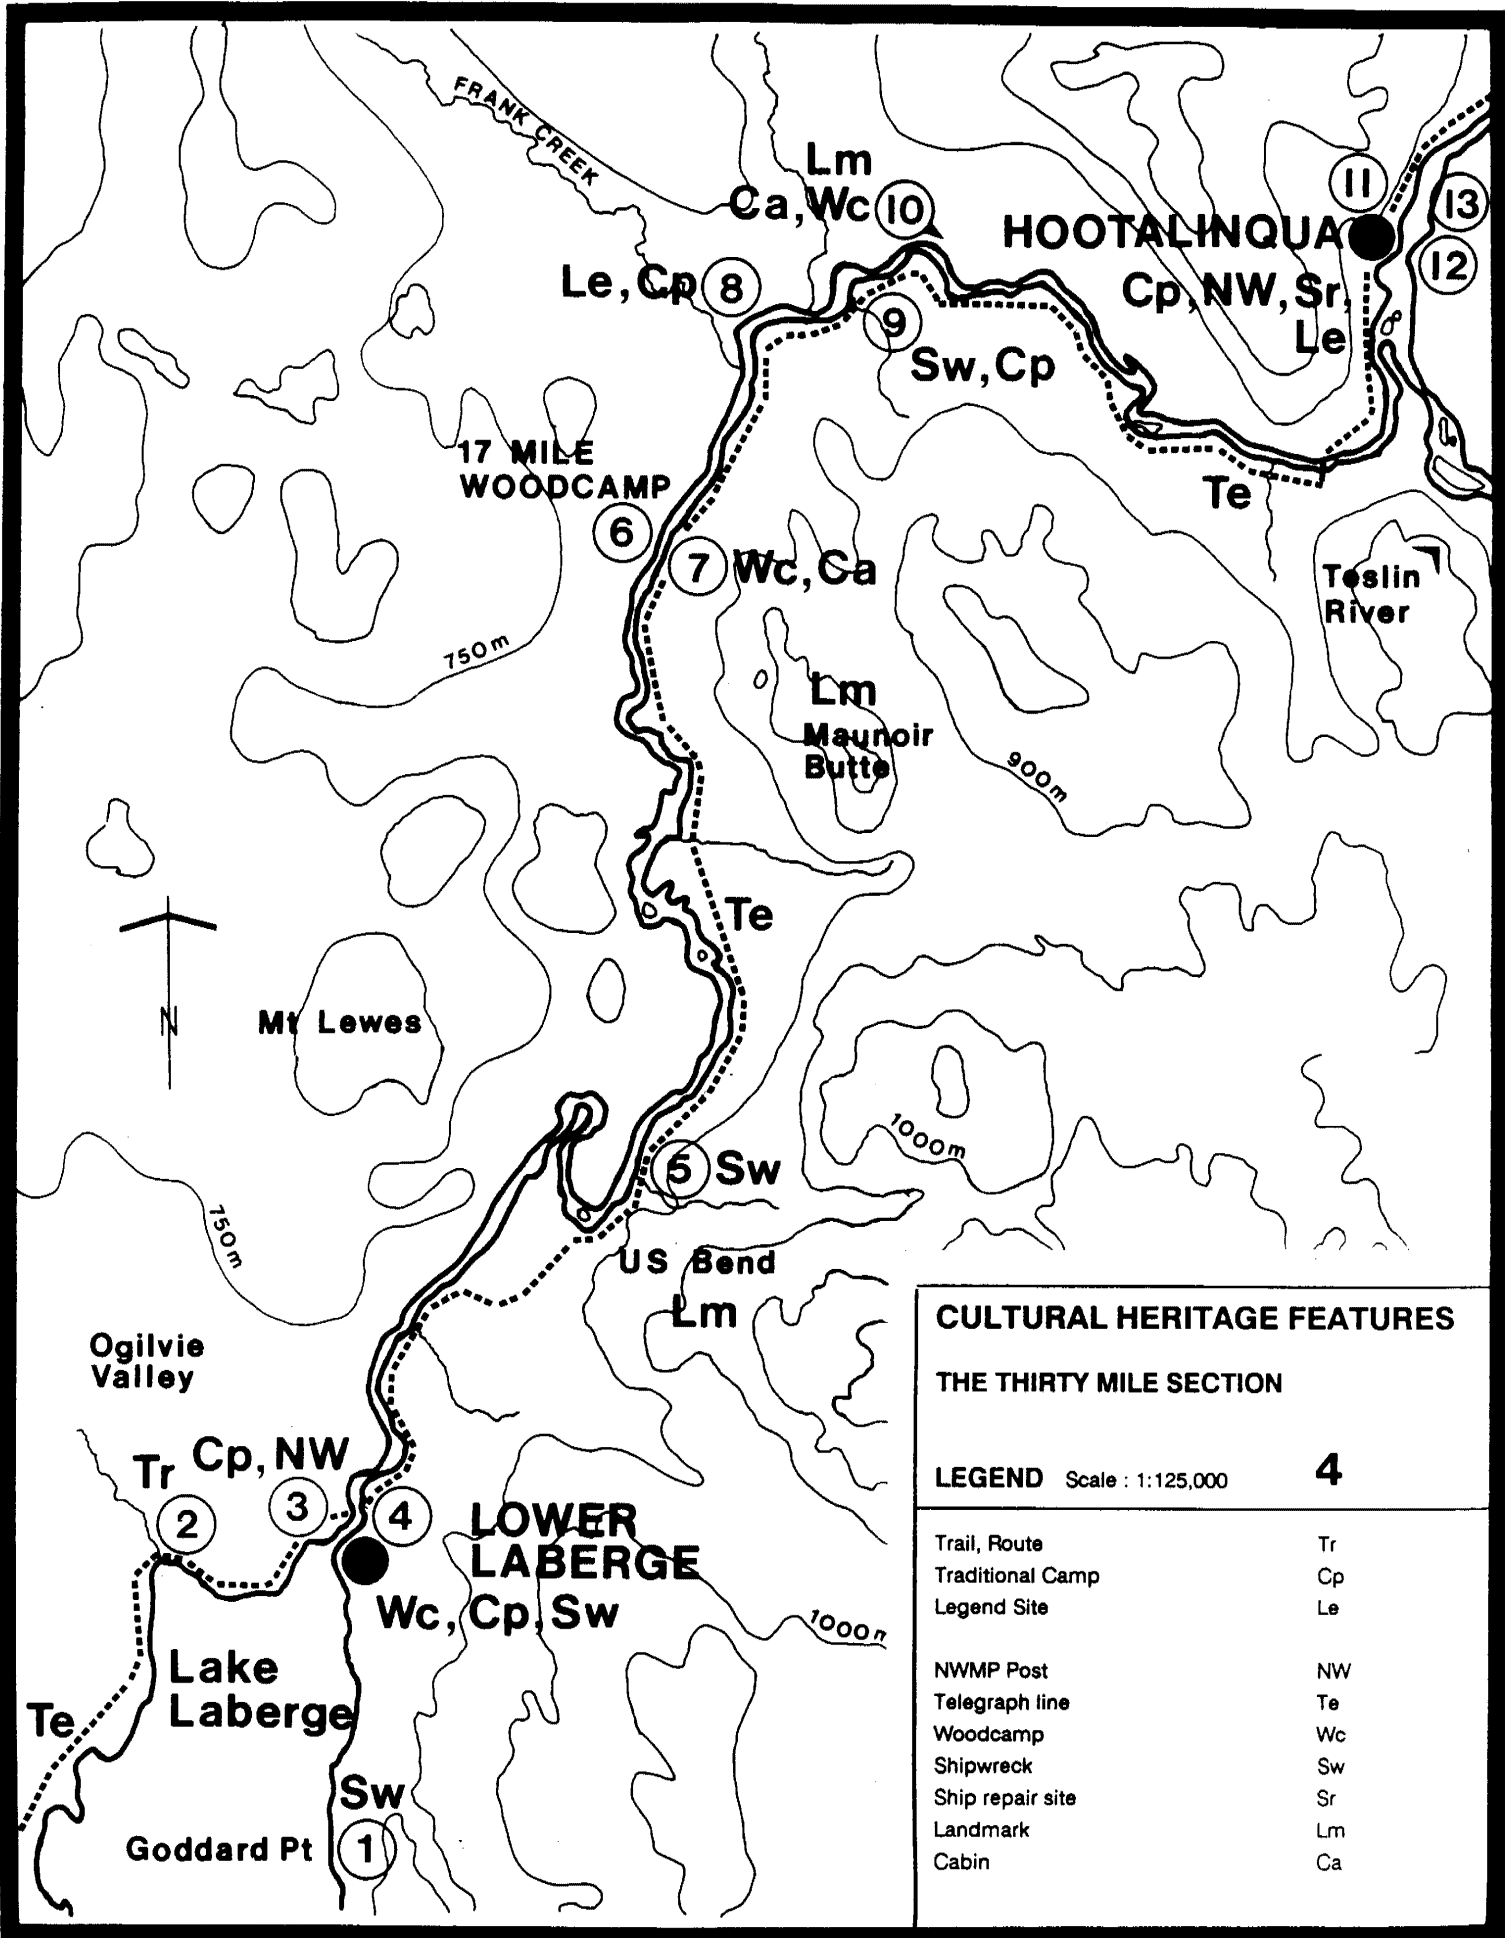 FRANK CREEK
Lm
Ca, Wc 10
11
13
HOOTALINQUA
12
Le, Cp 8
Cp, NW, Sr,
Le
9
Sw, Cp
17 MILE
WOODCAMP
Te
6
7 Wc, Ca
Teslin
River
750m
Lm
Maunoir
Butte
900m
Te
N
Mt Lewes
1000m
5 Sw
750m
US Bend
Lm
Ogilvie
Valley
Tr
Cp, NW
2
3
4
LOWER
LABERGE
Wc, Cp, Sw
1000m
Lake
Laberge
Te
Sw
Goddard Pt
1
CULTURAL HERITAGE FEATURES
THE THIRTY MILE SECTION
LEGEND Scale : 1:125,000 4
Trail, Route Tr
Traditional Camp Cp
Legend Site Le
NWMP Post NW
Telegraph line Te
Woodcamp Wc
Shipwreck Sw
Ship repair site Sr
Landmark Lm
Cabin Ca